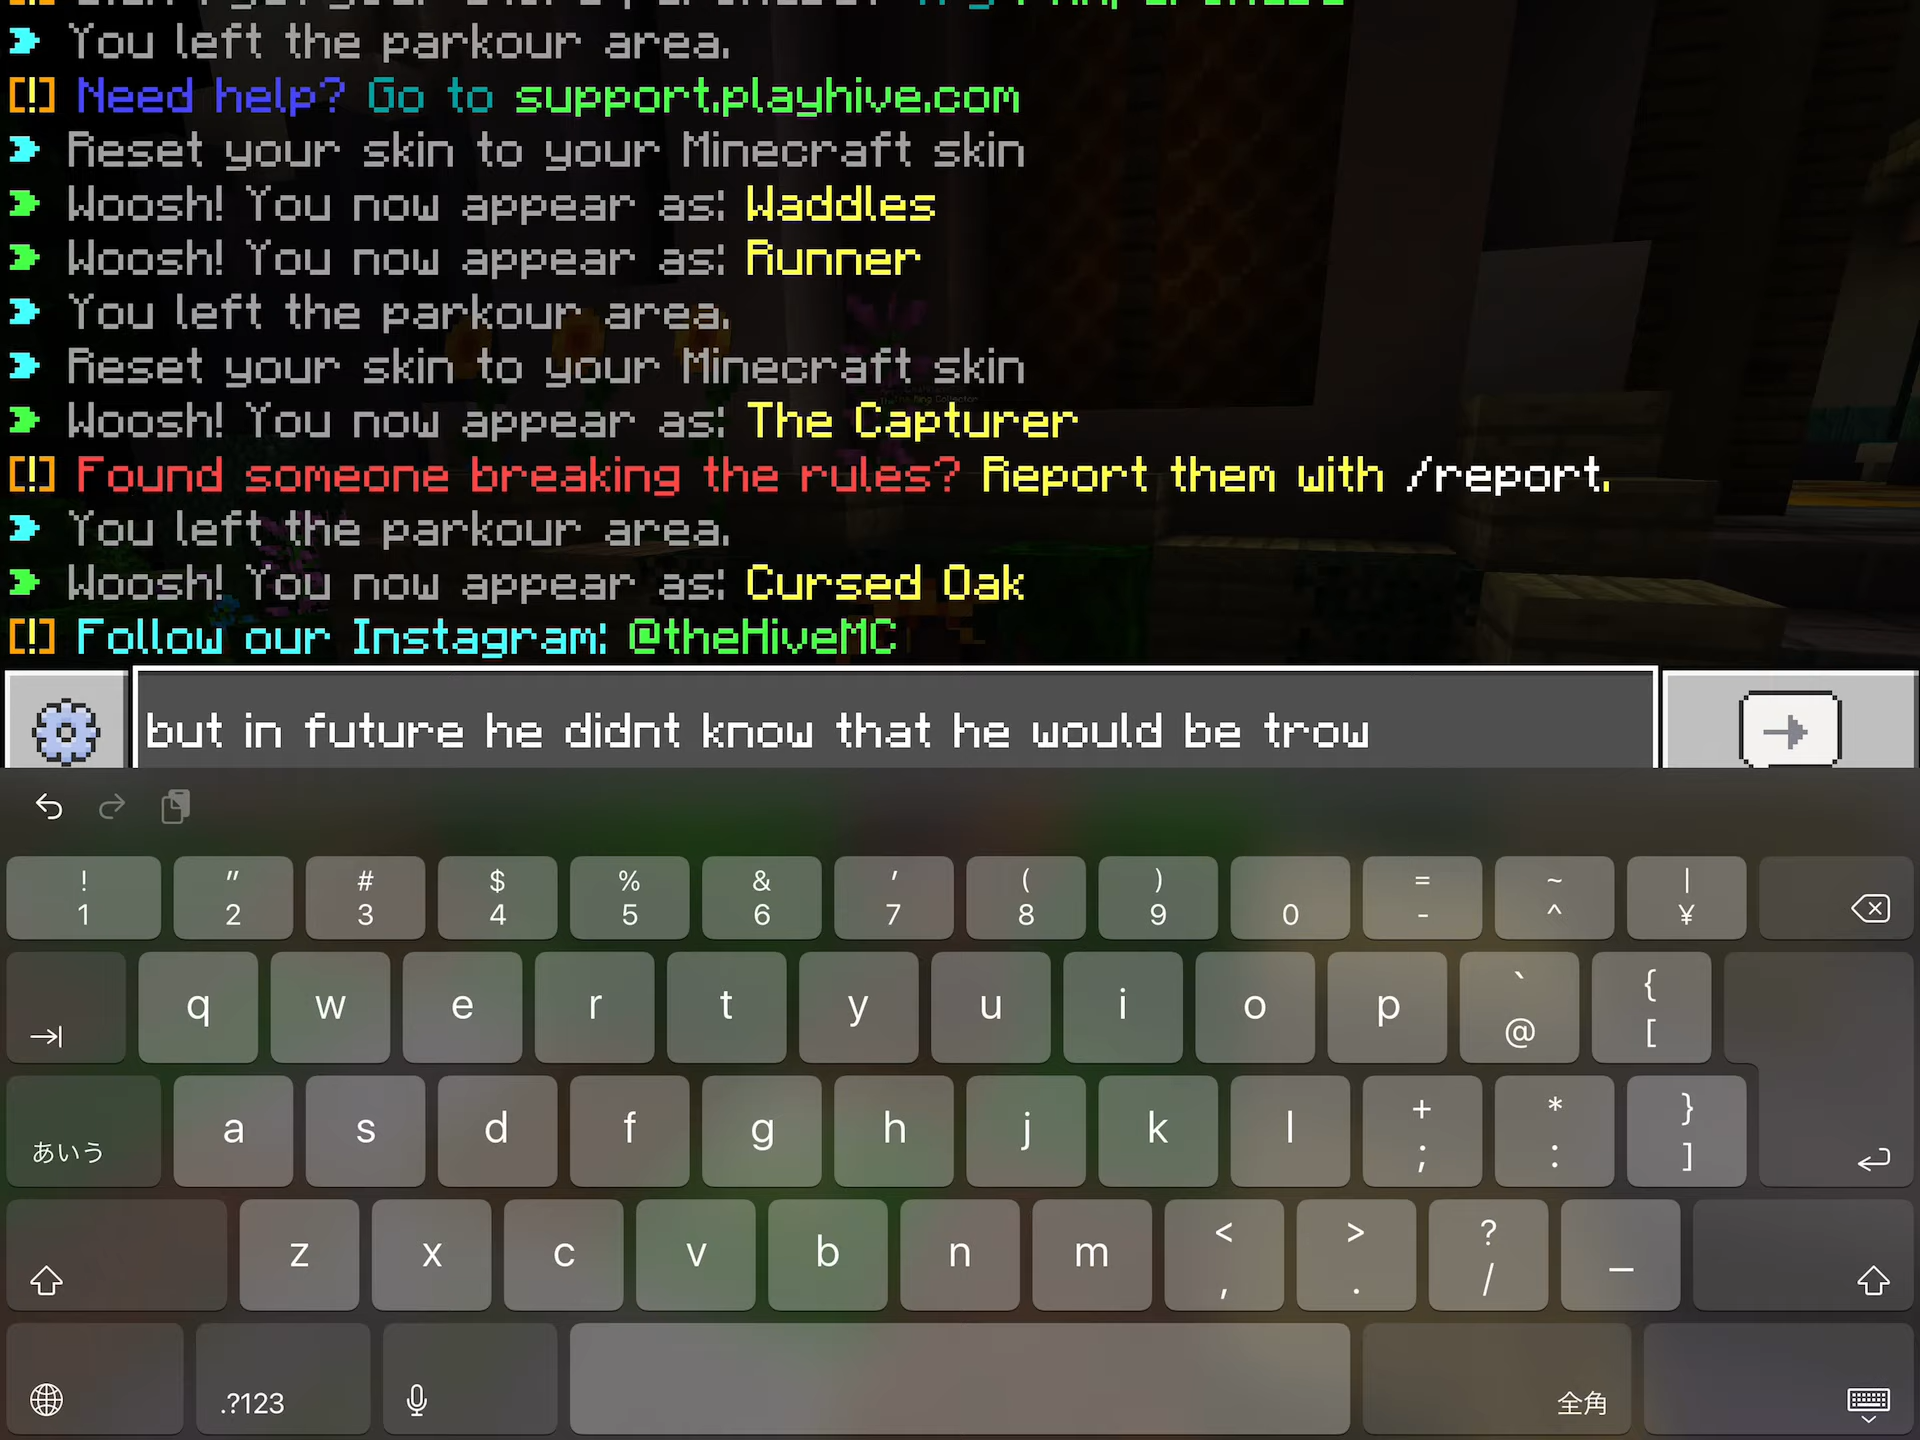 You left the parkour area.
[!] Need help? Go to support.playhive.com
Reset your skin to your Minecraft skin
Woosh! You now appear as: Waddles
Woosh! You now appear as: Runner
You left the parkour area.
Reset your skin to your Minecraft skin
Woosh! You now appear as: The Capturer
[!] Found someone breaking the rules? Report them with /report.
You left the parkour area.
Woosh! You now appear as: Cursed Oak
[!] Follow our Instagram: @theHiveMC
but in future he didnt know that he would be trow
! " # $ % & ' ( ) = ~ |
1 2 3 4 5 6 7 8 9 0 - ^ ¥
q w e r t y u i o p ` @ { [
a s d f g h j k l + ; * : } ]
あいう
z x c v b n m < , > . ? / _
.?123 全角